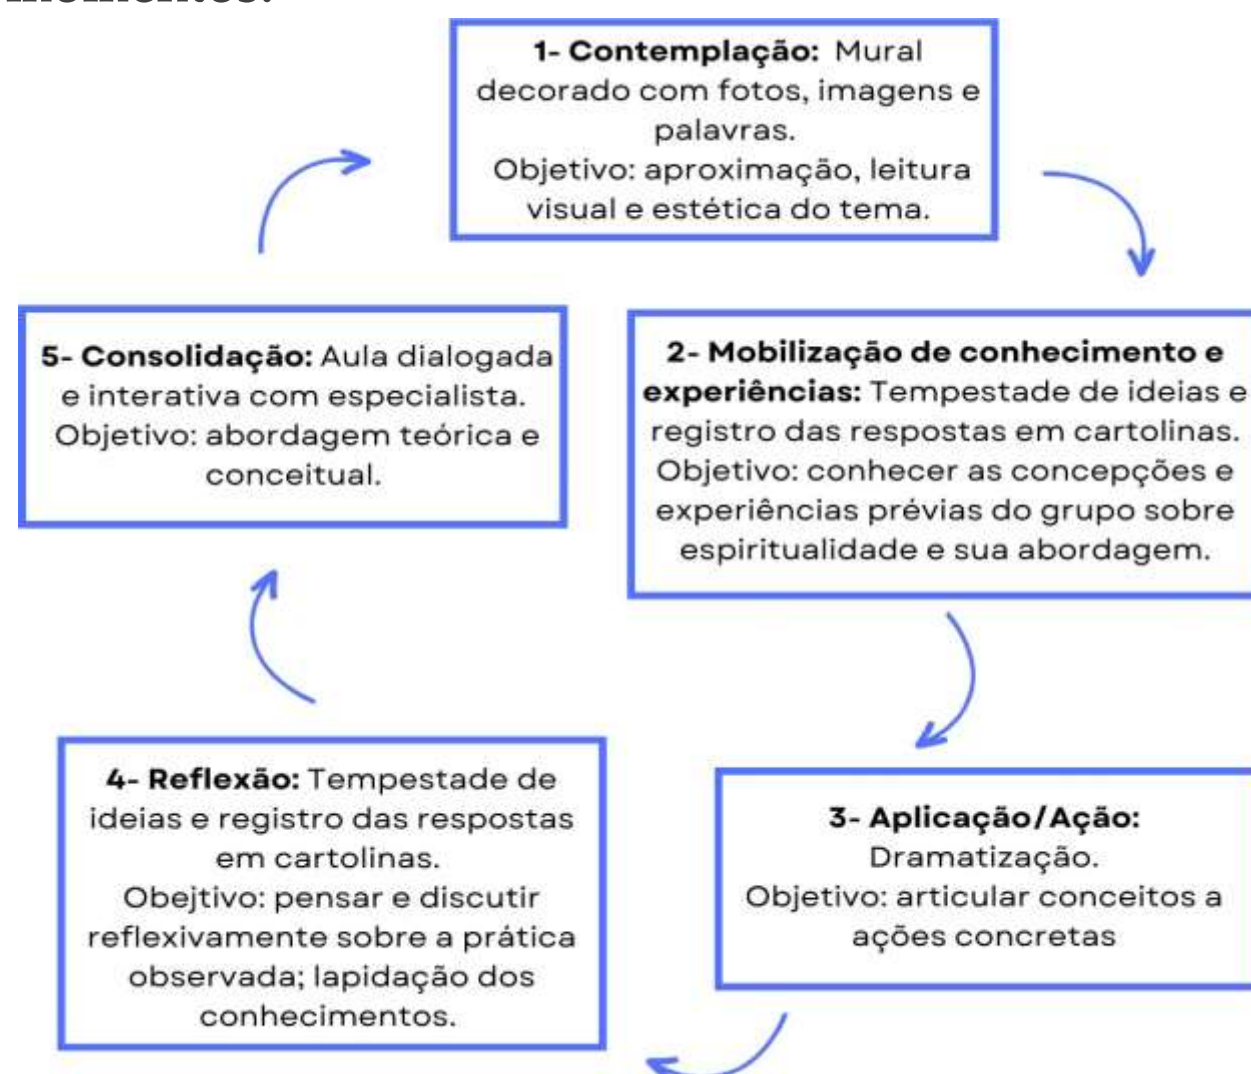 1- Contemplação: Mural
decorado com fotos, imagens e
palavras.
Objetivo: aproximação, leitura
visual e estética do tema.
2- Mobilização de conhecimento e
experiências: Tempestade de ideias e
registro das respostas em cartolinas.
Objetivo: conhecer as concepções e
experiências prévias do grupo sobre
espiritualidade e sua abordagem.
3- Aplicação/Ação:
Dramatização.
Objetivo: articular conceitos a
ações concretas
4- Reflexão: Tempestade de
ideias e registro das respostas
em cartolinas.
Obejtivo: pensar e discutir
reflexivamente sobre a prática
observada; lapidação dos
conhecimentos.
5- Consolidação: Aula dialogada
e interativa com especialista.
Objetivo: abordagem teórica e
conceitual.